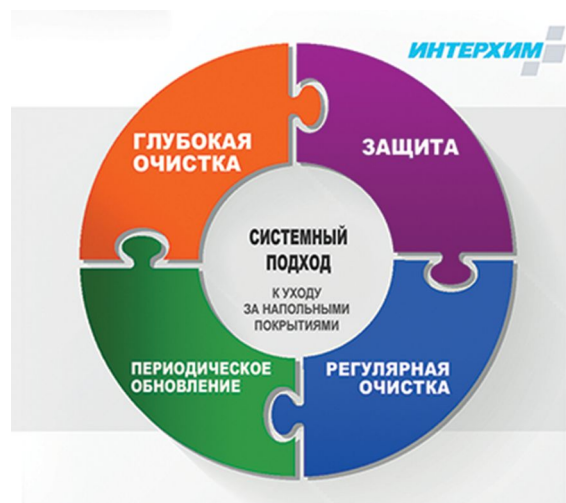 ИНТЕРХИМ
ГЛУБОКАЯ
ОЧИСТКА
ЗАЩИТА
СИСТЕМНЫЙ
ПОДХОД
К УХОДУ
ЗА НАПОЛЬНЫМИ
ПОКРЫТИЯМИ
ПЕРИОДИЧЕСКОЕ
ОБНОВЛЕНИЕ
РЕГУЛЯРНАЯ
ОЧИСТКА